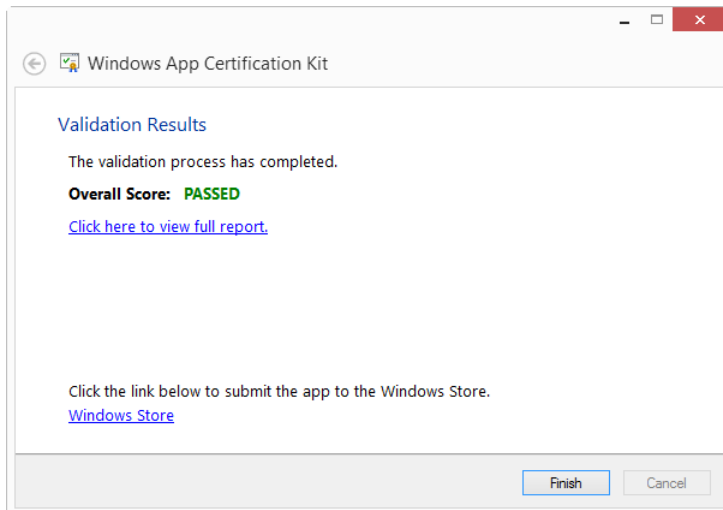 Windows App Certification Kit
Validation Results
The validation process has completed.
Overall Score: PASSED
Click here to view full report.
Click the link below to submit the app to the Windows Store.
Windows Store
Finish
Cancel